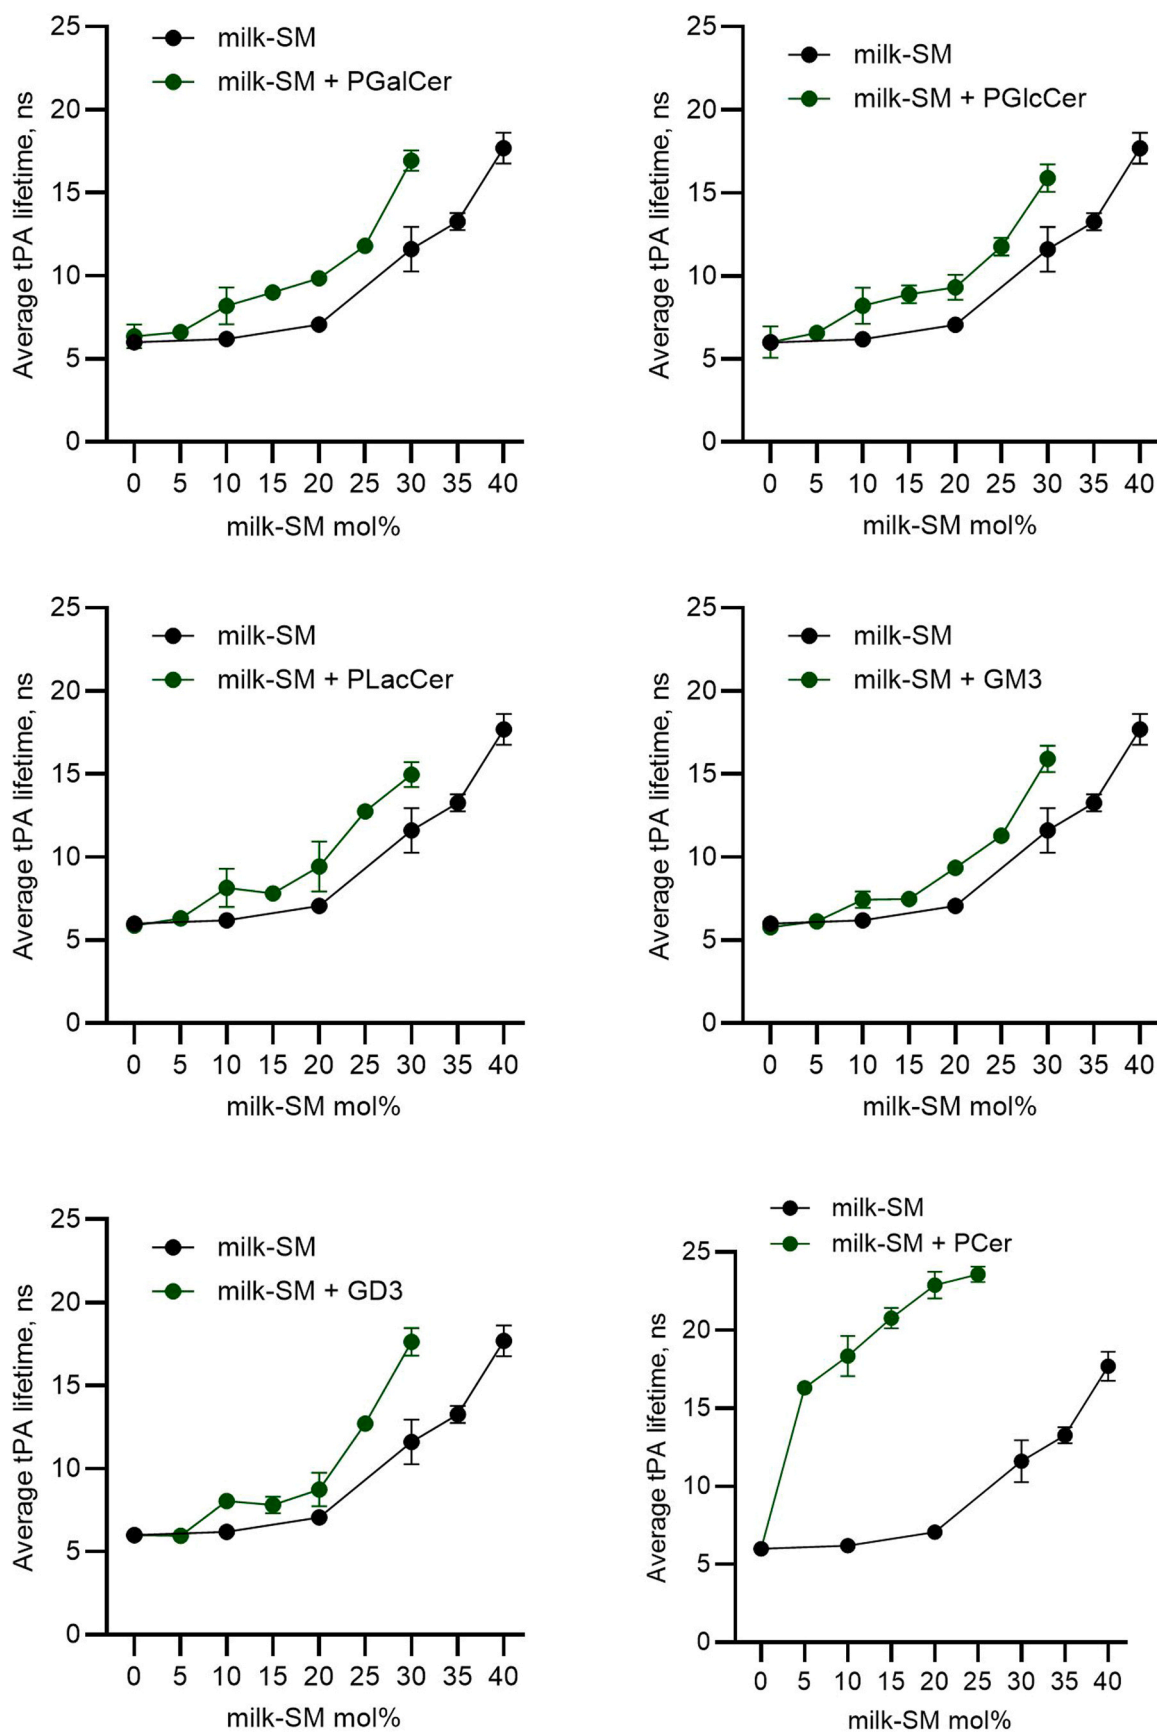 milk-SM
milk-SM + PGalCer
Average tPA lifetime, ns
25
20
15
10
5
0
0 5 10 15 20 25 30 35 40
milk-SM mol%
milk-SM
milk-SM + PGlcCer
Average tPA lifetime, ns
25
20
15
10
5
0
0 5 10 15 20 25 30 35 40
milk-SM mol%
milk-SM
milk-SM + PLacCer
Average tPA lifetime, ns
25
20
15
10
5
0
0 5 10 15 20 25 30 35 40
milk-SM mol%
milk-SM
milk-SM + GM3
Average tPA lifetime, ns
25
20
15
10
5
0
0 5 10 15 20 25 30 35 40
milk-SM mol%
milk-SM
milk-SM + GD3
Average tPA lifetime, ns
25
20
15
10
5
0
0 5 10 15 20 25 30 35 40
milk-SM mol%
milk-SM
milk-SM + PCer
Average tPA lifetime, ns
25
20
15
10
5
0
0 5 10 15 20 25 30 35 40
milk-SM mol%